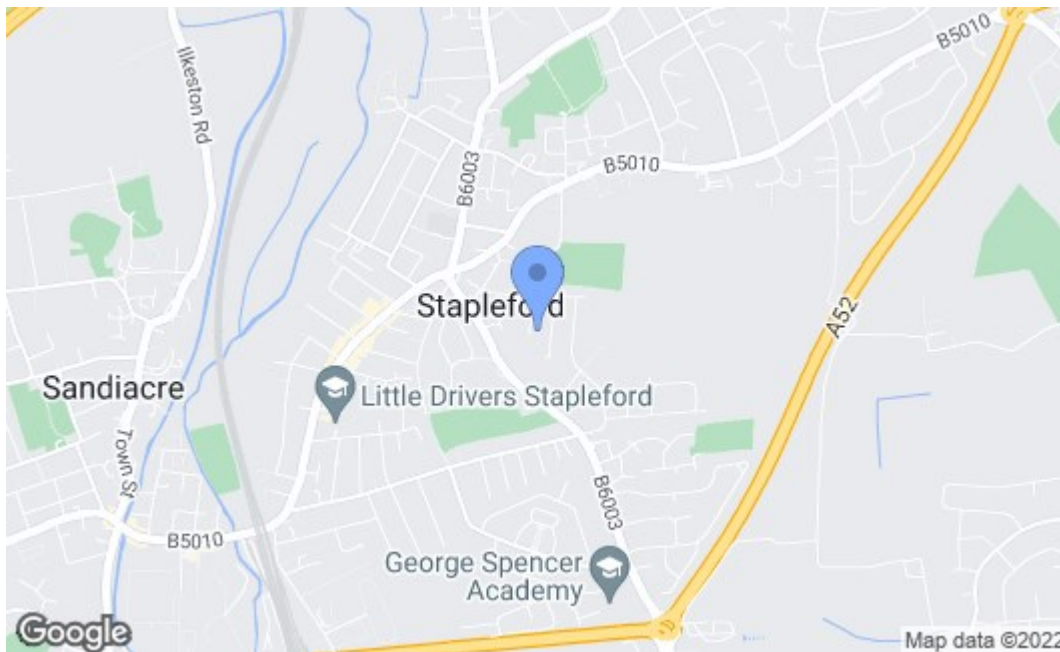 B5010
Ilkeston Rd
B6003
B5010
Stapleford
A52
Sandiacre
Little Drivers Stapleford
Town St
B6003
B5010
George Spencer
Academy
Google
Map data ©2022